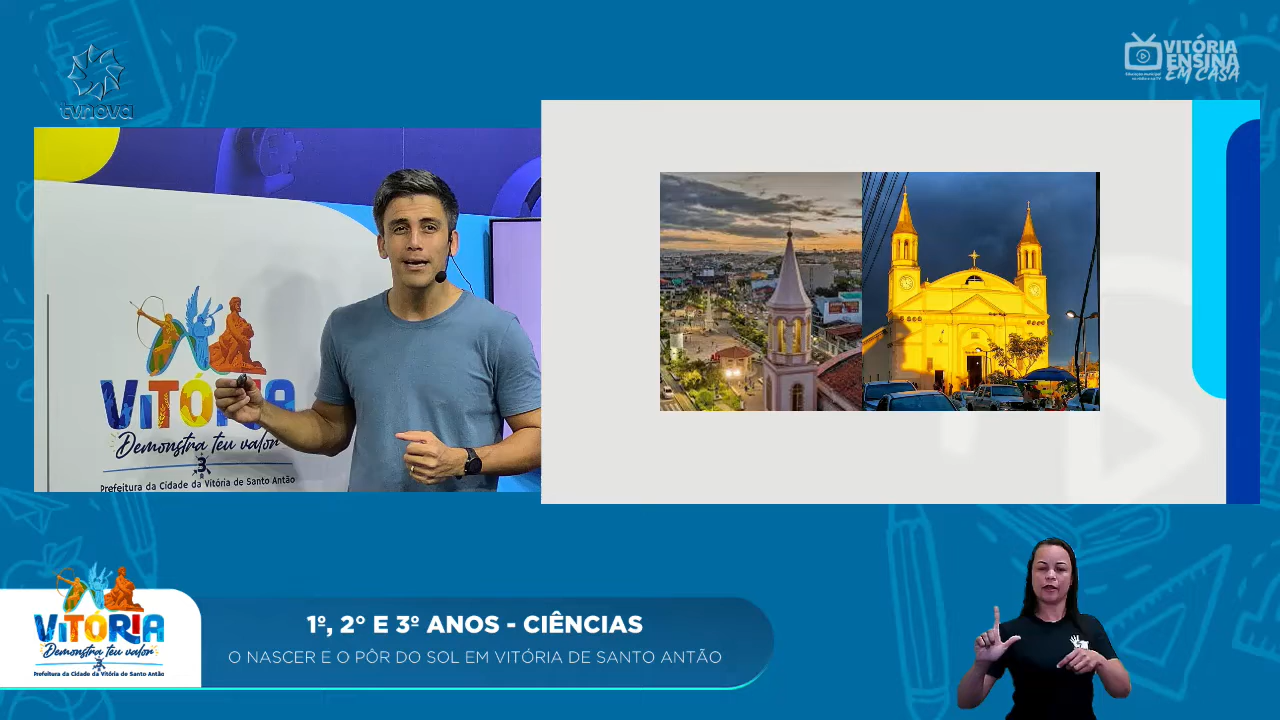 tvnova
VITÓRIA
ENSINA
EM CASA
VITÓRIA
Demonstra teu valor
Prefeitura da Cidade da Vitória de Santo Antão
1º, 2º E 3º ANOS - CIÊNCIAS
O NASCER E O PÔR DO SOL EM VITÓRIA DE SANTO ANTÃO
VITÓRIA
Demonstra teu valor
Prefeitura da Cidade da Vitória de Santo Antão